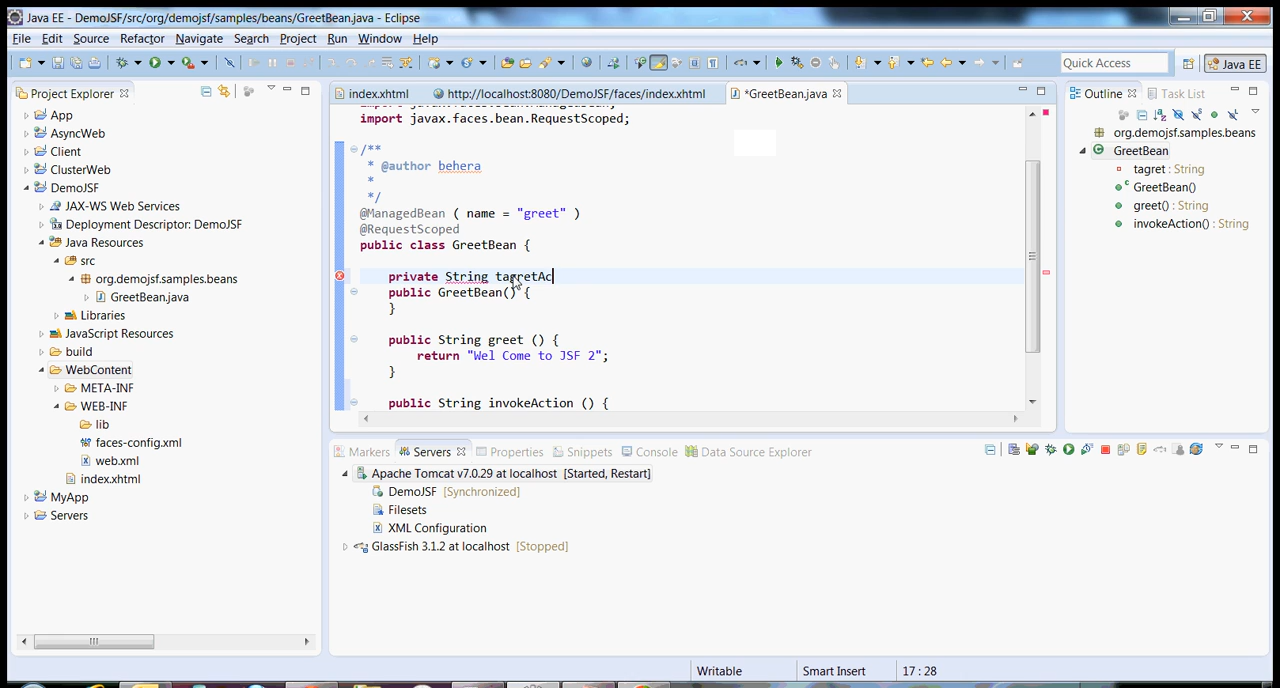 Java EE - DemoJSF/src/org/demojsf/samples/beans/GreetBean.java - Eclipse
File Edit Source Refactor Navigate Search Project Run Window Help
Quick Access
Java EE
Project Explorer
App
AsyncWeb
Client
ClusterWeb
DemoJSF
JAX-WS Web Services
Deployment Descriptor: DemoJSF
Java Resources
src
org.demojsf.samples.beans
GreetBean.java
Libraries
JavaScript Resources
build
WebContent
META-INF
WEB-INF
lib
faces-config.xml
web.xml
index.xhtml
MyApp
Servers
index.xhtml http://localhost:8080/DemoJSF/faces/index.xhtml *GreetBean.java
import javax.faces.bean.RequestScoped;
/**
* @author behera
*
*/
@ManagedBean ( name = "greet" )
@RequestScoped
public class GreetBean {
private String tagretAc
public GreetBean() {
}
public String greet () {
return "Wel Come to JSF 2";
}
public String invokeAction () {
Outline Task List
org.demojsf.samples.beans
GreetBean
tagret : String
GreetBean()
greet() : String
invokeAction() : String
Markers Servers Properties Snippets Console Data Source Explorer
Apache Tomcat v7.0.29 at localhost [Started, Restart]
DemoJSF [Synchronized]
Filesets
XML Configuration
GlassFish 3.1.2 at localhost [Stopped]
Writable Smart Insert 17 : 28